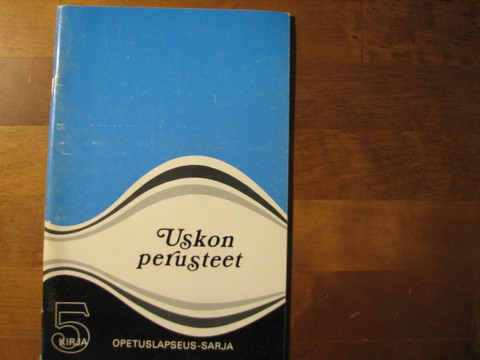 Uskon
perusteet
5
KIRJA
OPETUSLAPSEUS-SARJA